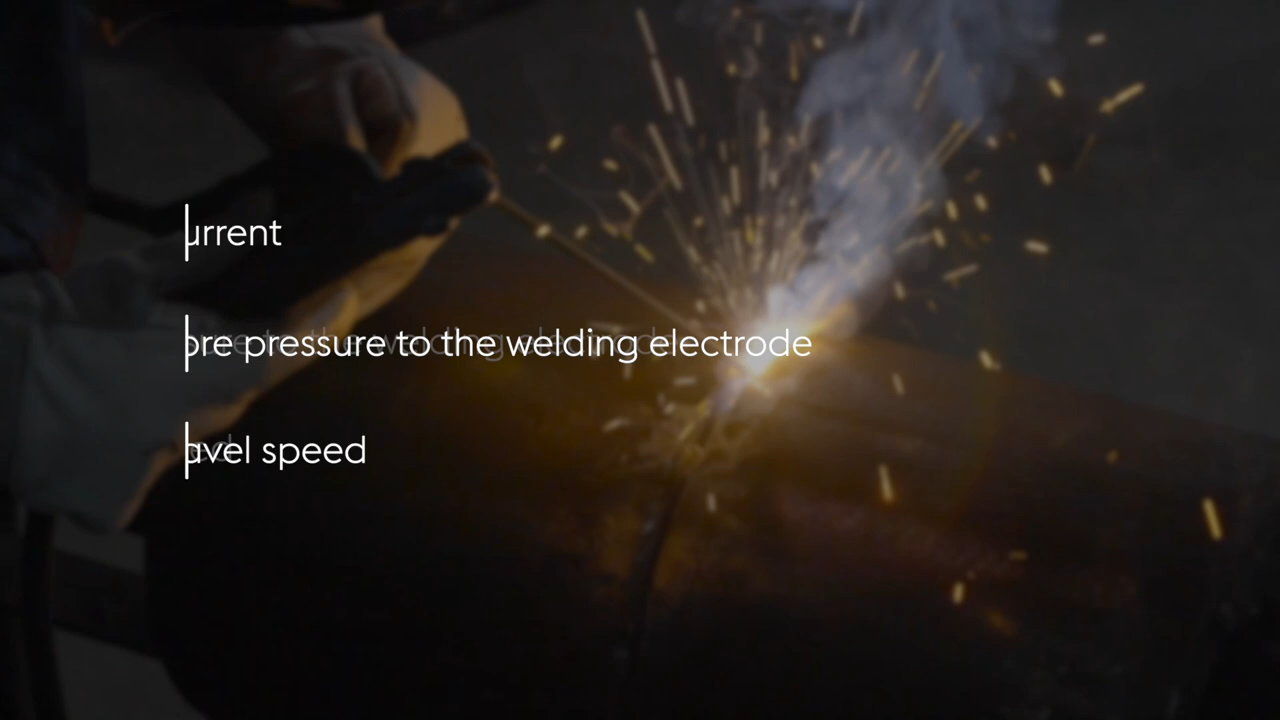 urrent
ore pressure to the welding electrode
avel speed